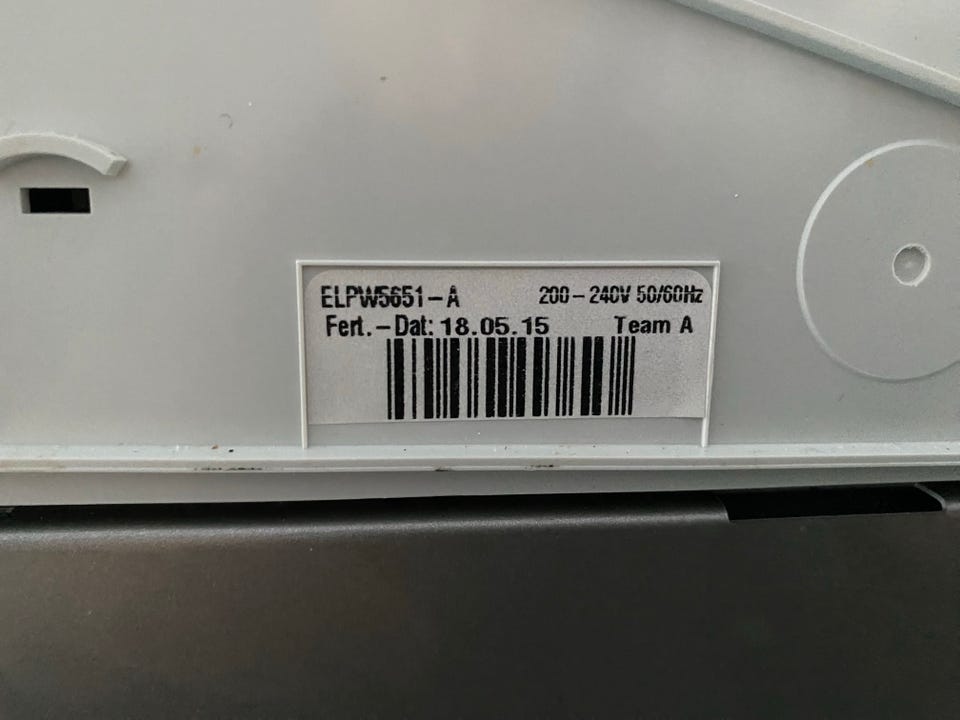 ELPW5651-A 200-240V 50/60Hz
Fert.-Dat: 18.05.15 Team A